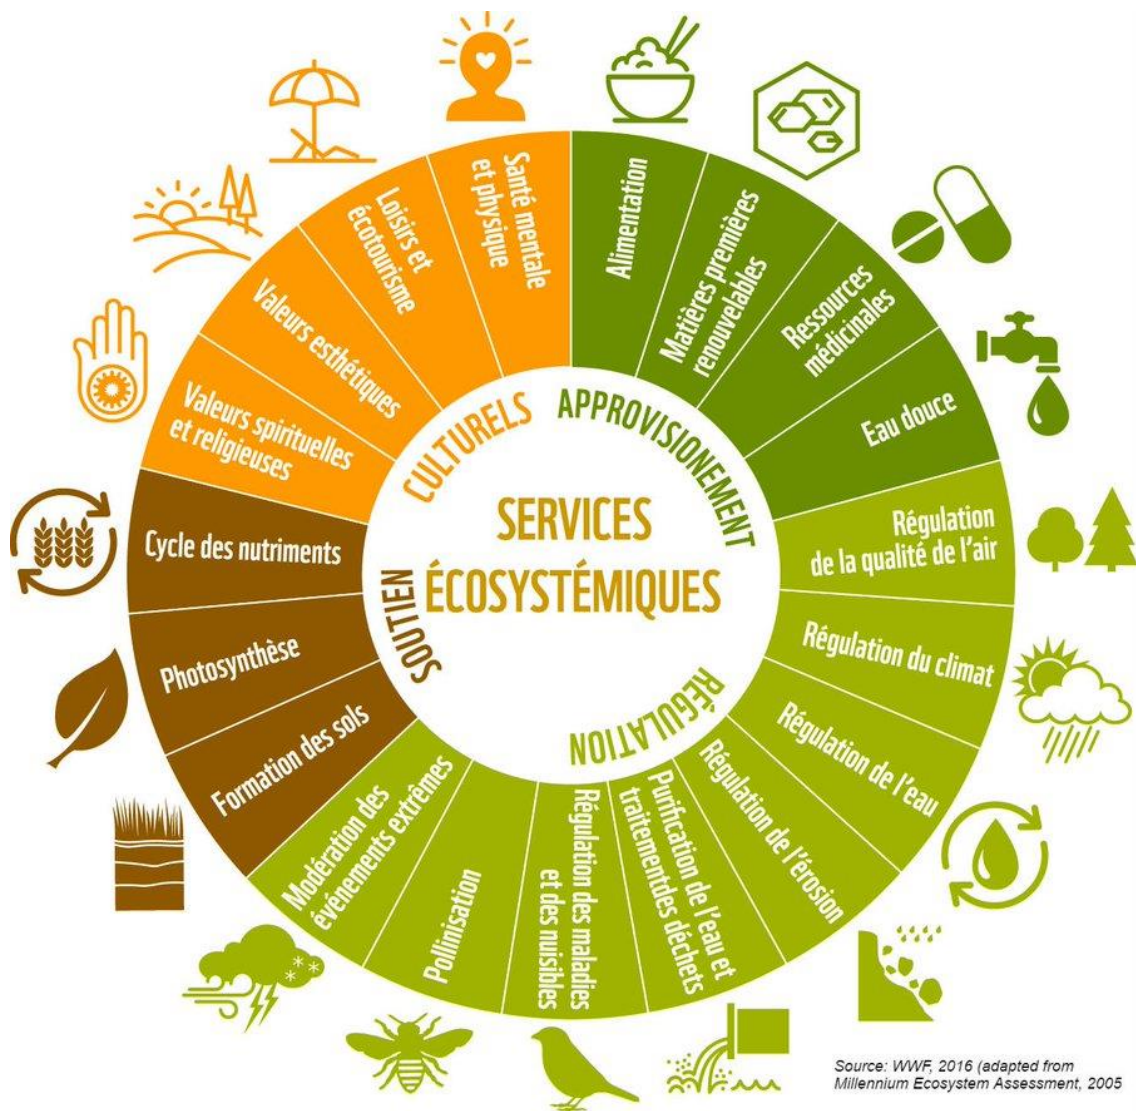 SERVICES
ÉCOSYSTÉMIQUES
CULTURELS
APPROVISIONEMENT
RÉGULATION
SOUTIEN
Alimentation
Matières premières
renouvelables
Ressources
médicinales
Eau douce
Régulation
de la qualité de l'air
Régulation du climat
Régulation de l'eau
Régulation de l'érosion
Purification de l'eau et
traitementdes déchets
Régulation des maladies
et des nuisibles
Pollinisation
Modération des
événements extrêmes
Formation des sols
Photosynthèse
Cycle des nutriments
Valeurs spirituelles
et religieuses
Valeurs esthétiques
Loisirs et
écotourisme
Santé mentale
et physique
Source: WWF, 2016 (adapted from
Millennium Ecosystem Assessment, 2005